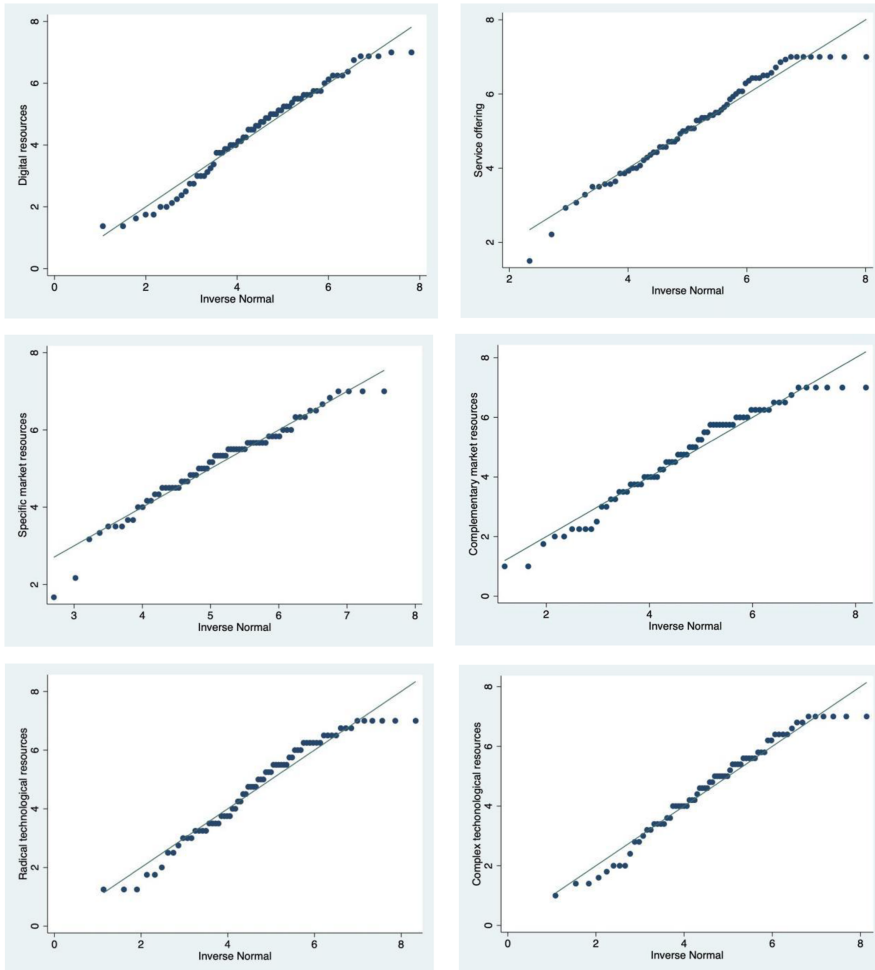 Digital resources
8
6
4
2
0
0 2 4 6 8
Inverse Normal
Service offering
8
6
4
2
2 4 6 8
Inverse Normal
Specific market resources
8
6
4
2
3 4 5 6 7 8
Inverse Normal
Complementary market resources
8
6
4
2
0
2 4 6 8
Inverse Normal
Radical technological resources
8
6
4
2
0
0 2 4 6 8
Inverse Normal
Complex techonological resources
8
6
4
2
0
0 2 4 6 8
Inverse Normal